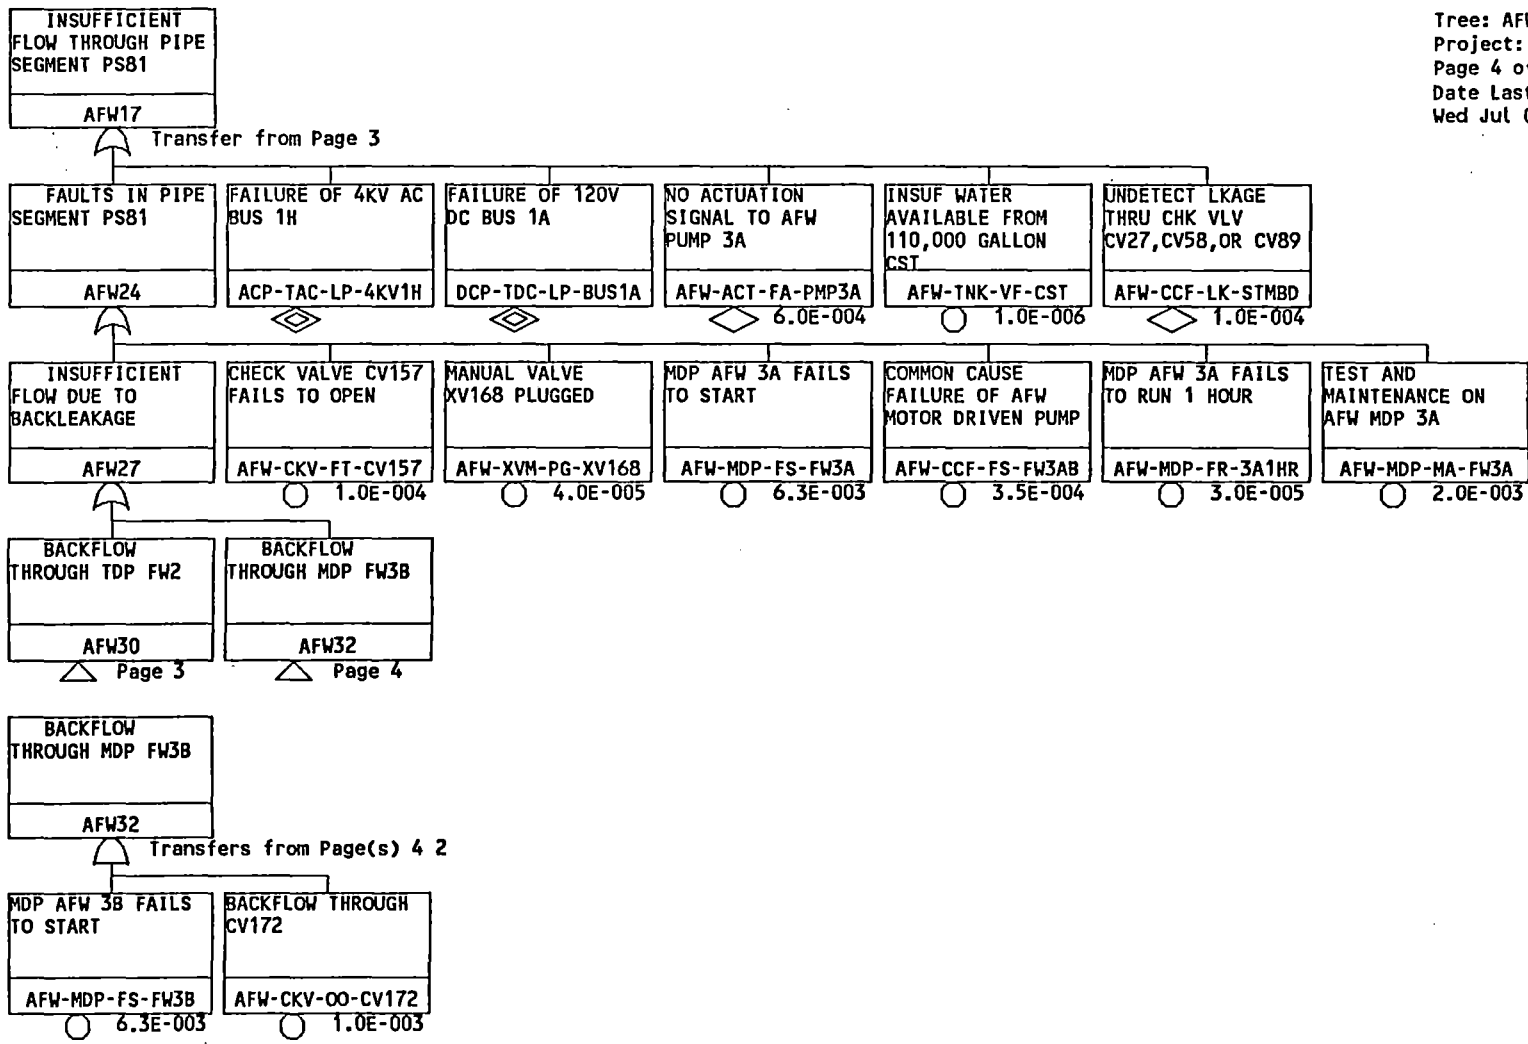 INSUFFICIENT
FLOW THROUGH PIPE
SEGMENT PS81
AFW17
Transfer from Page 3
Tree: AFW
Project:
Page 4 of
Date Last
Wed Jul
FAULTS IN PIPE
SEGMENT PS81
AFW24
FAILURE OF 4KV AC
BUS 1H
ACP-TAC-LP-4KV1H
FAILURE OF 120V
DC BUS 1A
DCP-TDC-LP-BUS1A
NO ACTUATION
SIGNAL TO AFW
PUMP 3A
AFW-ACT-FA-PMP3A
6.0E-004
INSUF WATER
AVAILABLE FROM
110,000 GALLON
CST
AFW-TNK-VF-CST
1.0E-006
UNDETECT LKAGE
THRU CHK VLV
CV27,CV58,OR CV89
AFW-CCF-LK-STMBD
1.0E-004
INSUFFICIENT
FLOW DUE TO
BACKLEAKAGE
AFW27
CHECK VALVE CV157
FAILS TO OPEN
AFW-CKV-FT-CV157
1.0E-004
MANUAL VALVE
XV168 PLUGGED
AFW-XVM-PG-XV168
4.0E-005
MDP AFW 3A FAILS
TO START
AFW-MDP-FS-FW3A
6.3E-003
COMMON CAUSE
FAILURE OF AFW
MOTOR DRIVEN PUMP
AFW-CCF-FS-FW3AB
3.5E-004
MDP AFW 3A FAILS
TO RUN 1 HOUR
AFW-MDP-FR-3A1HR
3.0E-005
TEST AND
MAINTENANCE ON
AFW MDP 3A
AFW-MDP-MA-FW3A
2.0E-003
BACKFLOW
THROUGH TDP FW2
AFW30
Page 3
BACKFLOW
THROUGH MDP FW3B
AFW32
Page 4
BACKFLOW
THROUGH MDP FW3B
AFW32
Transfers from Page(s) 4 2
MDP AFW 3B FAILS
TO START
AFW-MDP-FS-FW3B
6.3E-003
BACKFLOW THROUGH
CV172
AFW-CKV-OO-CV172
1.0E-003